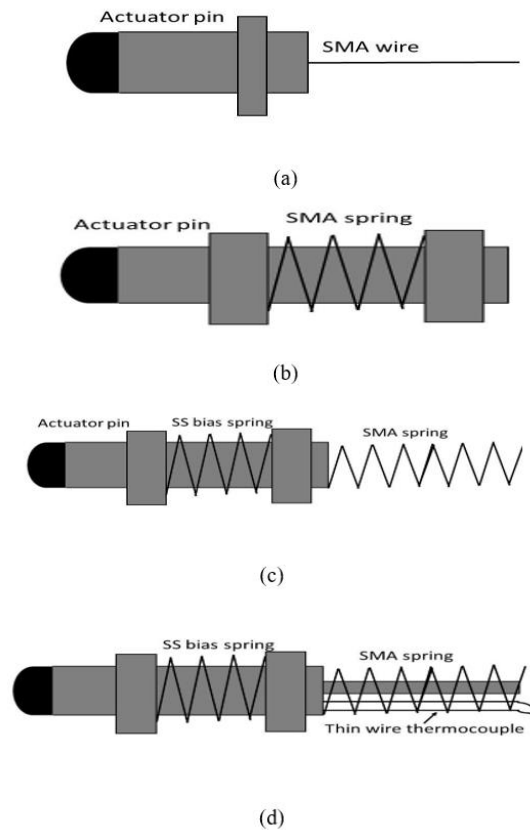 Actuator pin
SMA wire
(a)
Actuator pin
SMA spring
(b)
Actuator pin
SS bias spring
SMA spring
(c)
SS bias spring
SMA spring
Thin wire thermocouple
(d)